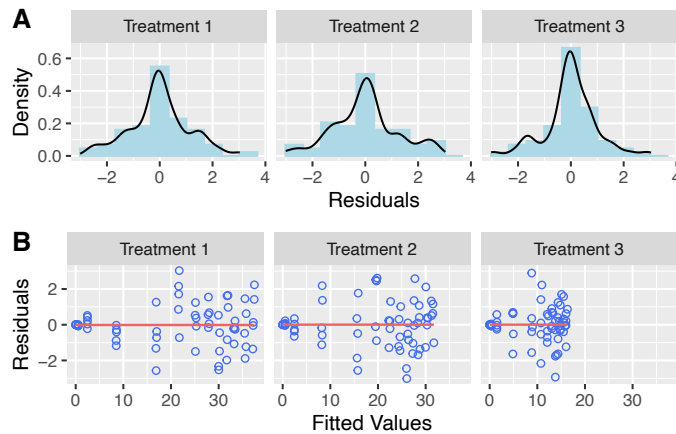 A
Treatment 1 Treatment 2 Treatment 3
Density
0.6
0.4
0.2
0.0
−2 0 2 4 −2 0 2 4 −2 0 2 4
Residuals
B
Treatment 1 Treatment 2 Treatment 3
Residuals
2
0
−2
0 10 20 30 0 10 20 30 0 10 20 30
Fitted Values